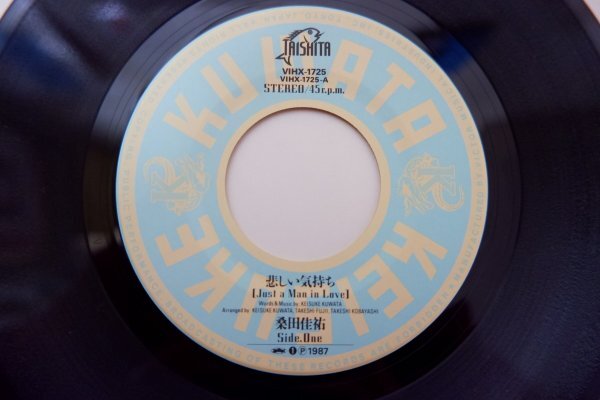 TAISHITA
VIHX-1725
VIHX-1725-A
STEREO/45r.p.m.
KUWATA
KEISUKE
悲しい気持ち
[Just a Man in Love]
Words & Music by KEISUKE KUWATA
Arranged by KEISUKE KUWATA, TAKESHI FUJII, TAKESHI KOBAYASHI
桑田佳祐
Side.One
Ⓟ 1987